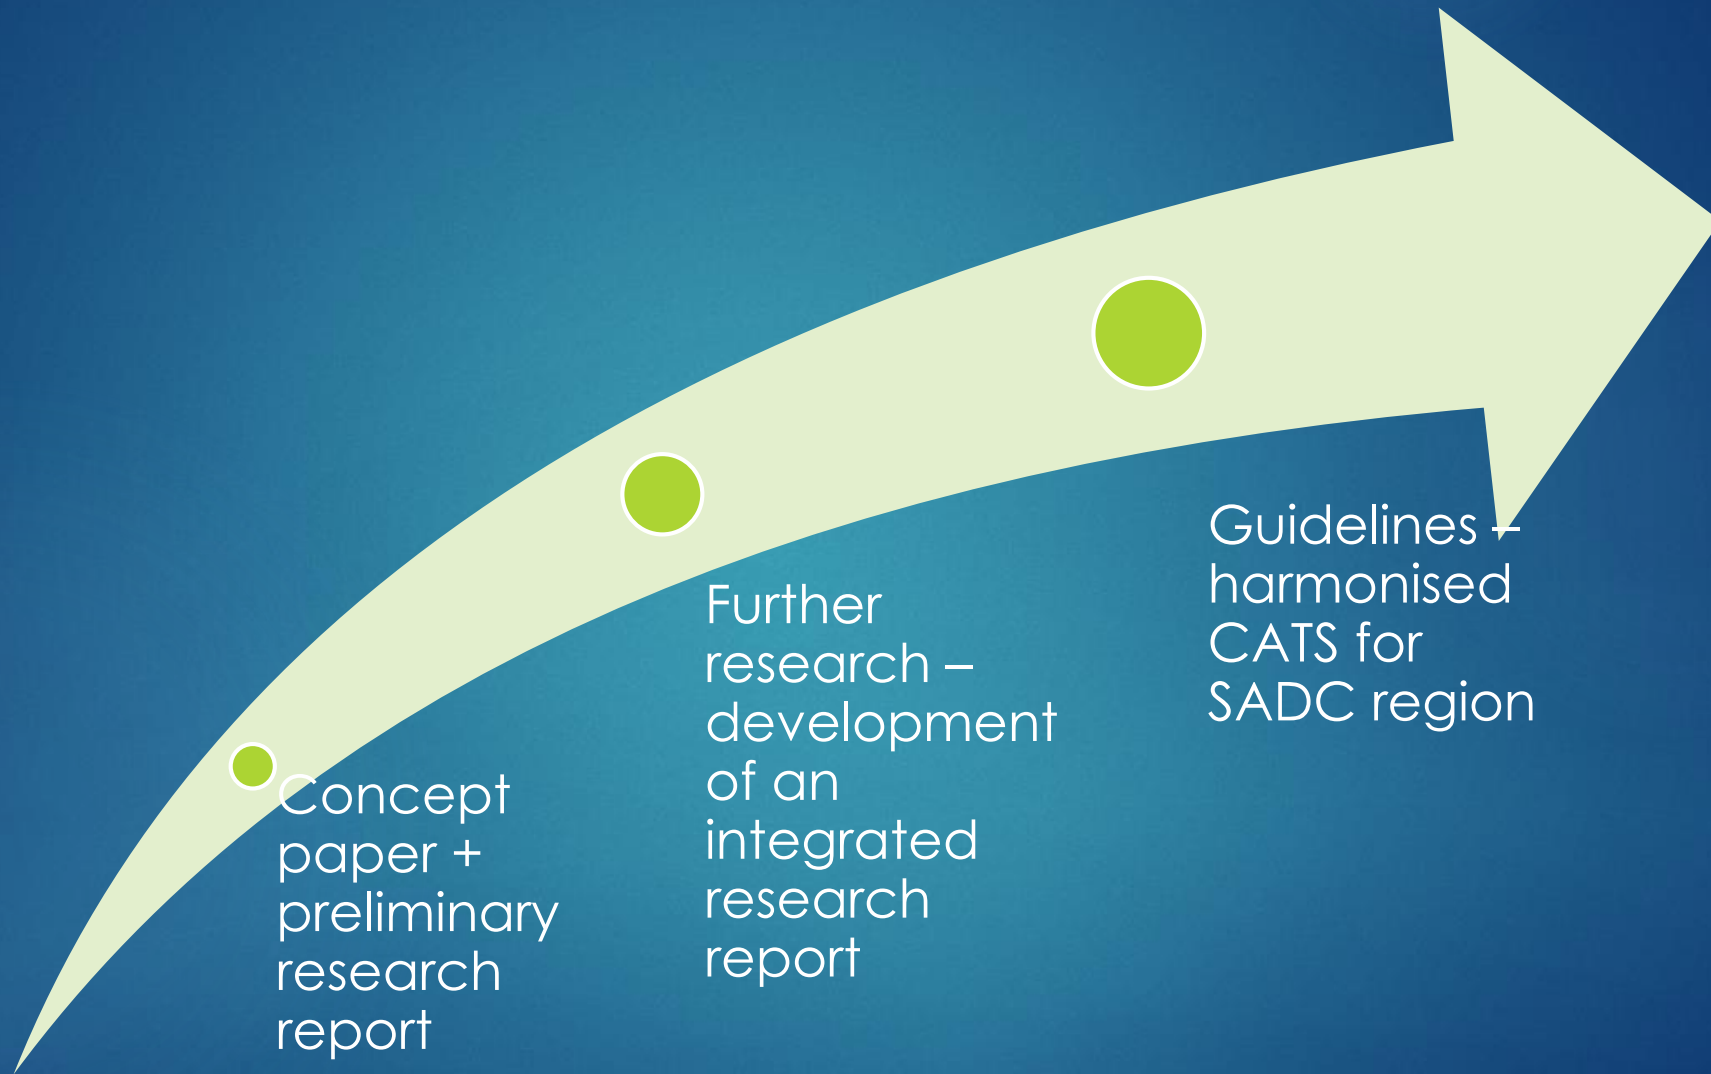 Concept
paper +
preliminary
research
report
Further
research –
development
of an
integrated
research
report
Guidelines –
harmonised
CATS for
SADC region